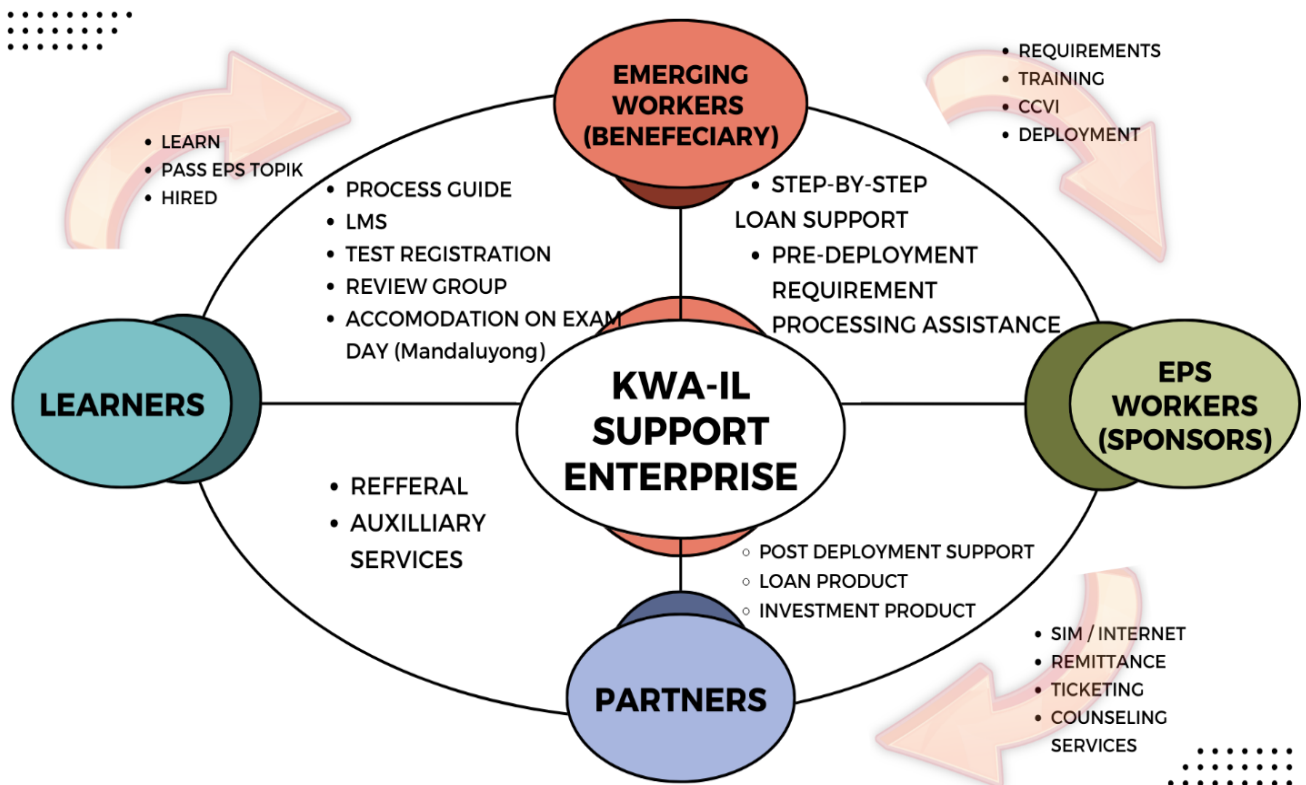 EMERGING
WORKERS
(BENEFECIARY)
• REQUIREMENTS
• TRAINING
• CCVI
• DEPLOYMENT
• LEARN
• PASS EPS TOPIK
• HIRED
• PROCESS GUIDE
• LMS
• TEST REGISTRATION
• REVIEW GROUP
• ACCOMODATION ON EXAM
DAY (Mandaluyong)
• STEP-BY-STEP
LOAN SUPPORT
• PRE-DEPLOYMENT
REQUIREMENT
PROCESSING ASSISTANCE
LEARNERS
KWA-IL
SUPPORT
ENTERPRISE
EPS
WORKERS
(SPONSORS)
• REFFERAL
• AUXILLIARY
SERVICES
○ POST DEPLOYMENT SUPPORT
○ LOAN PRODUCT
○ INVESTMENT PRODUCT
PARTNERS
• SIM / INTERNET
• REMITTANCE
• TICKETING
• COUNSELING
SERVICES